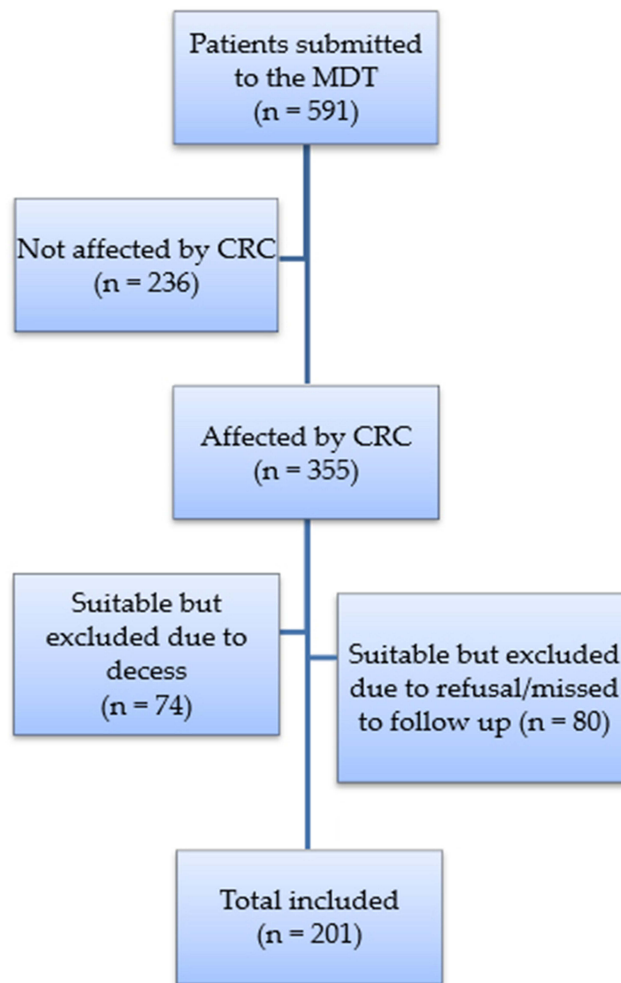 Patients submitted
to the MDT
(n = 591)
Not affected by CRC
(n = 236)
Affected by CRC
(n = 355)
Suitable but
excluded due to
decess
(n = 74)
Suitable but excluded
due to refusal/missed
to follow up (n = 80)
Total included
(n = 201)